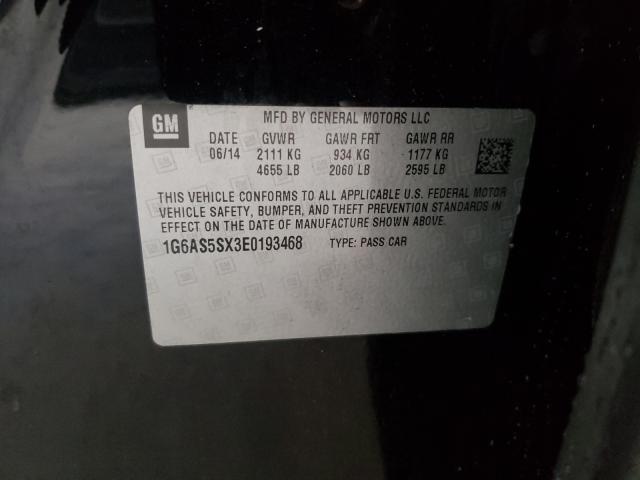 GM
MFD BY GENERAL MOTORS LLC
DATE GVWR GAWR FRT GAWR RR
06/14 2111 KG 934 KG 1177 KG
4655 LB 2060 LB 2595 LB
THIS VEHICLE CONFORMS TO ALL APPLICABLE U.S. FEDERAL MOTOR
VEHICLE SAFETY, BUMPER, AND THEFT PREVENTION STANDARDS IN
EFFECT ON THE DATE OF MANUFACTURE SHOWN ABOVE.
1G6AS5SX3E0193468 TYPE: PASS CAR